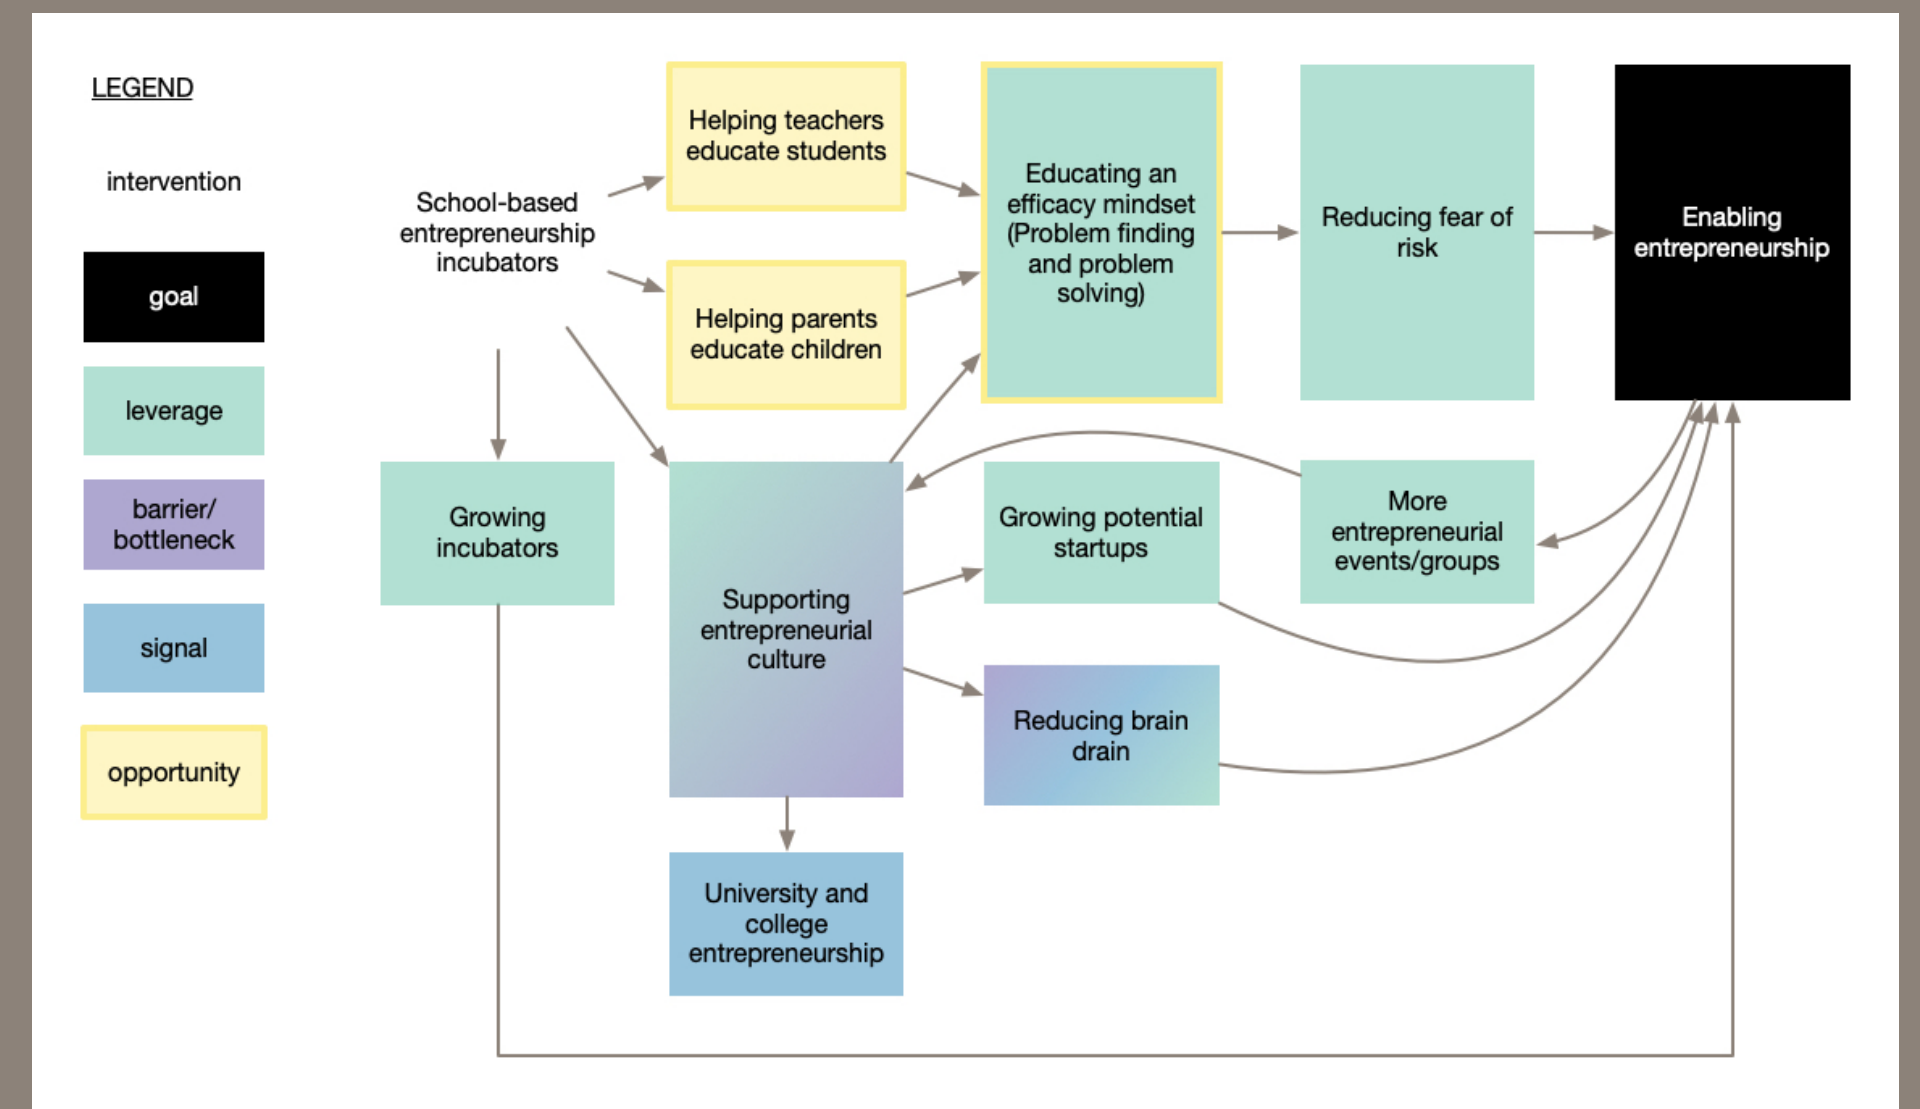 LEGEND
intervention
goal
leverage
barrier/
bottleneck
signal
opportunity
School-based
entrepreneurship
incubators
Helping teachers
educate students
Helping parents
educate children
Educating an
efficacy mindset
(Problem finding
and problem
solving)
Reducing fear of
risk
Enabling
entrepreneurship
Growing
incubators
Supporting
entrepreneurial
culture
Growing potential
startups
More
entrepreneurial
events/groups
Reducing brain
drain
University and
college
entrepreneurship